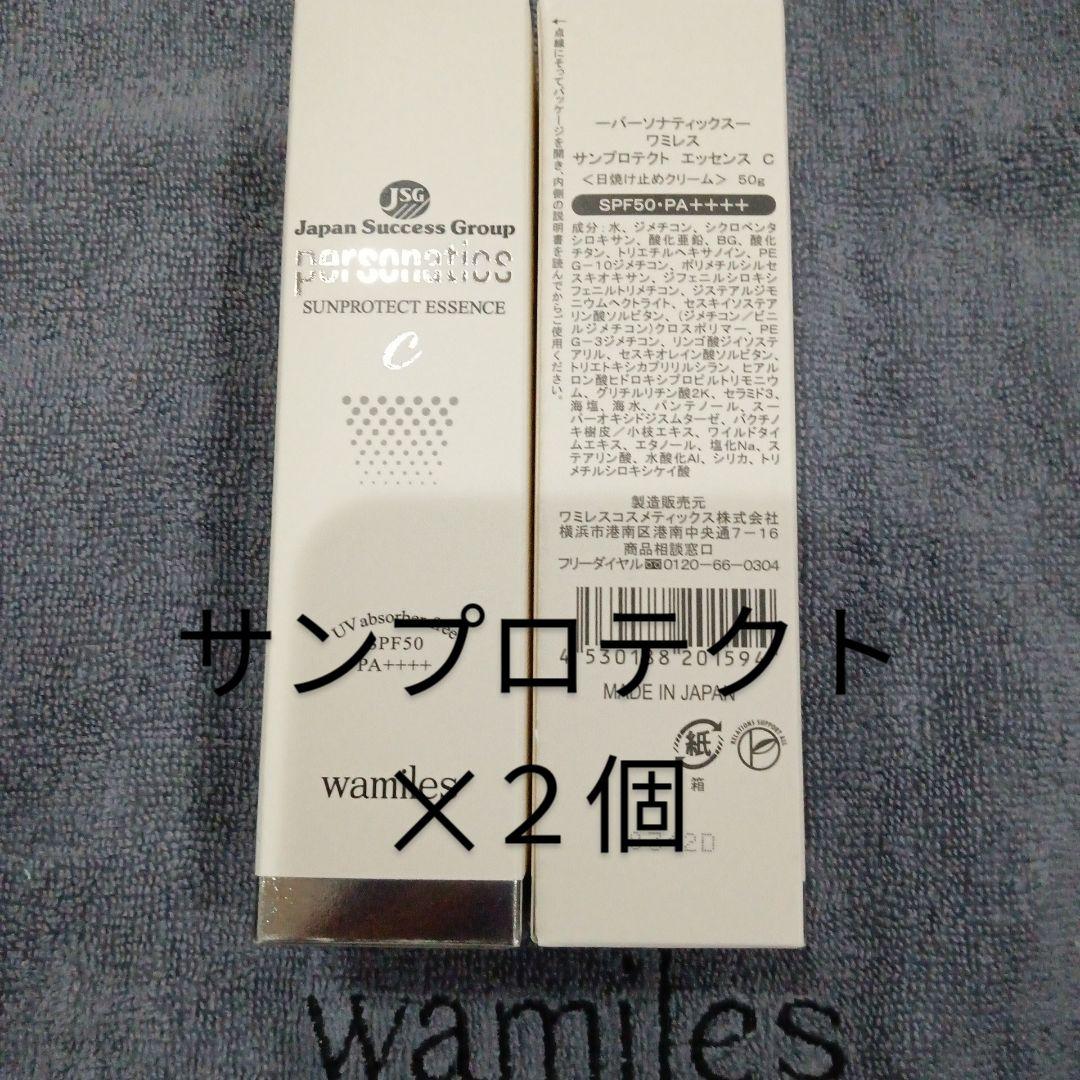 JSG
Japan Success Group
personatics
SUNPROTECT ESSENCE
C
UV absorber free
SPF50
PA++++
wamiles
←点線にそってパッケージを開き、内側の説明書を読んでからご使用ください。
ーパーソナティックスー
ワミレス
サンプロテクト エッセンス C
＜日焼け止めクリーム＞ 50g
SPF50・PA++++
成分：水、ジメチコン、シクロペンタ
シロキサン、酸化亜鉛、BG、酸化
チタン、トリエチルヘキサノイン、PE
G-10ジメチコン、ポリメチルシルセ
スキオキサン、ジフェニルシロキシ
フェニルトリメチコン、ジステアルジモ
ニウムヘクトライト、セスキイソステア
リン酸ソルビタン、（ジメチコン／ビニ
ルジメチコン）クロスポリマー、PE
G-3ジメチコン、リンゴ酸ジイソステ
アリル、セスキオレイン酸ソルビタン、
トリエトキシカプリリルシラン、ヒアル
ロン酸ヒドロキシプロピルトリモニウ
ム、グリチルリチン酸2K、セラミド3、
海塩、海水、パンテノール、スー
パーオキシドジスムターゼ、バクチノ
キ樹皮／小枝エキス、ワイルドタイ
ムエキス、エタノール、塩化Na、ス
テアリン酸、水酸化Al、シリカ、トリ
メチルシロキシケイ酸
製造販売元
ワミレスコスメティックス株式会社
横浜市港南区港南中央通7-16
商品相談窓口
フリーダイヤル 0120-66-0304
MADE IN JAPAN
紙
箱
RELATIONS SUPPORT ALL
サンプロテクト
×２個
wamiles